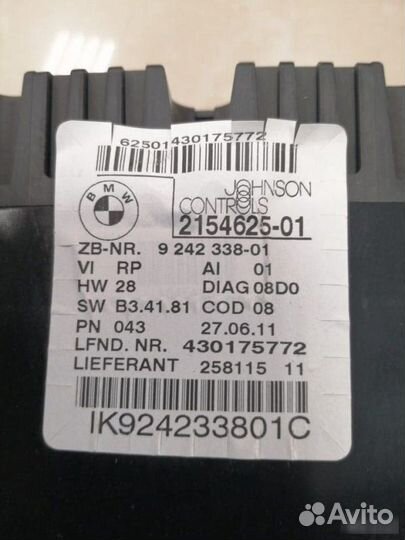 62501430175772
BMW
JOHNSON
CONTROLS
2154625-01
ZB-NR. 9 242 338-01
VI RP AI 01
HW 28 DIAG 08D0
SW B3.41.81 COD 08
PN 043 27.06.11
LFND. NR. 430175772
LIEFERANT 258115 11
IK924233801C
Avito